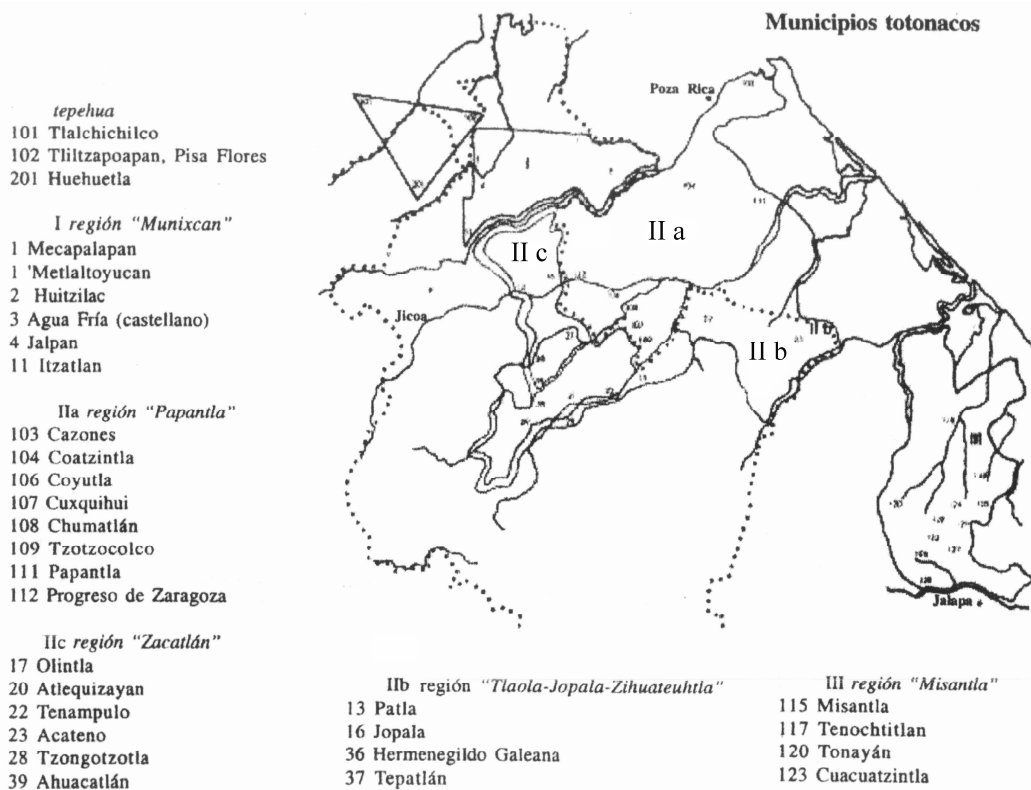 Municipios totonacos
tepehua
101 Tlalchichilco
102 Tliltzapoapan, Pisa Flores
201 Huehuetla
I región "Munixcan"
1 Mecapalapan
1 'Metlaltoyucan
2 Huitzilac
3 Agua Fría (castellano)
4 Jalpan
11 Itzatlan
IIa región "Papantla"
103 Cazones
104 Coatzintla
106 Coyutla
107 Cuxquihui
108 Chumatlán
109 Tzotzocolco
111 Papantla
112 Progreso de Zaragoza
IIc región "Zacatlán"
17 Olintla
20 Atlequizayan
22 Tenampulo
23 Acateno
28 Tzongotzotla
39 Ahuacatlán
Poza Rica
II a
II c
Jicoa
II b
Jalapa
IIb región "Tlaola-Jopala-Zihuateuhtla"
13 Patla
16 Jopala
36 Hermenegildo Galeana
37 Tepatlán
III región "Misantla"
115 Misantla
117 Tenochtitlan
120 Tonayán
123 Cuacuatzintla